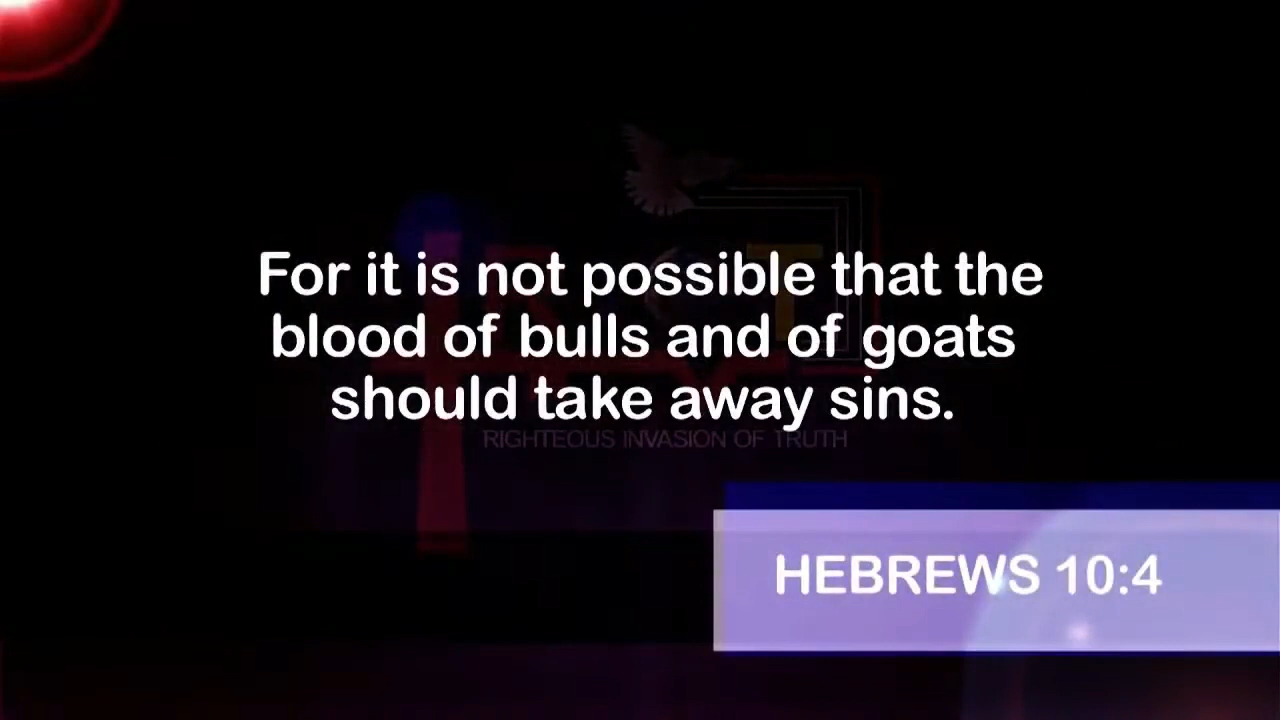 For it is not possible that the
blood of bulls and of goats
should take away sins.
RIGHTEOUS INVASION OF TRUTH
HEBREWS 10:4